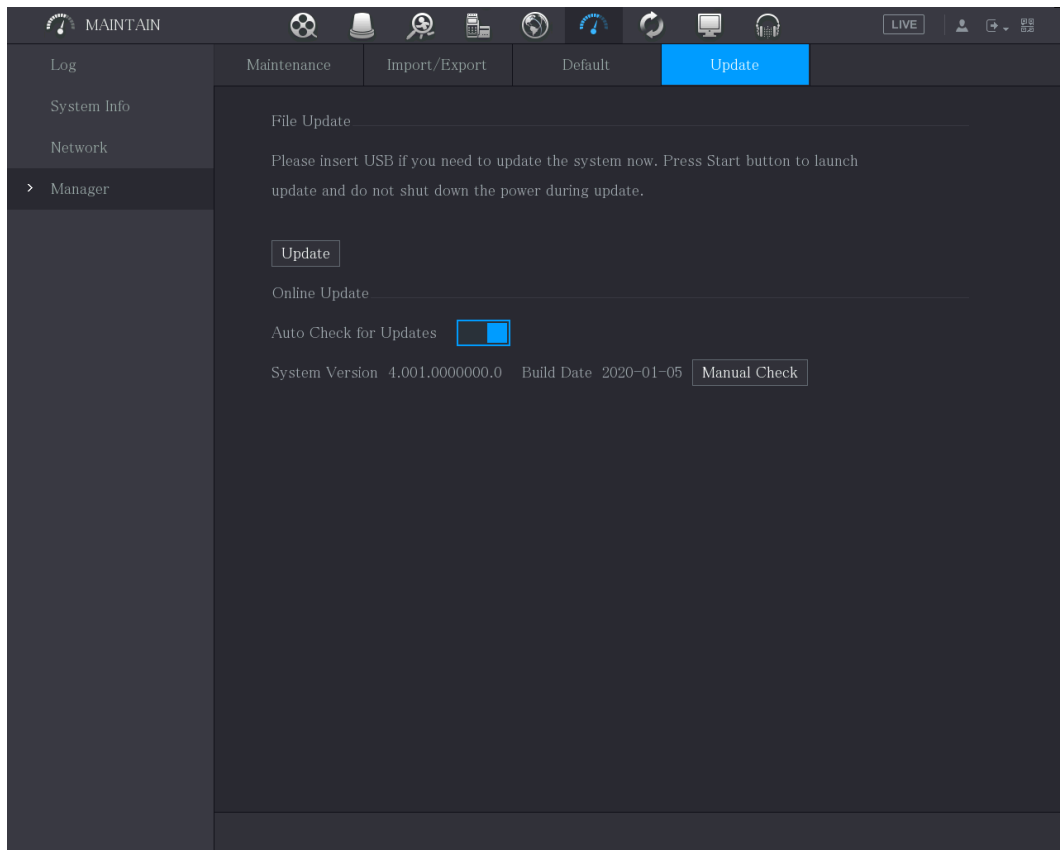 MAINTAIN
LIVE
Log
System Info
Network
Manager
Maintenance
Import/Export
Default
Update
File Update
Please insert USB if you need to update the system now. Press Start button to launch
update and do not shut down the power during update.
Update
Online Update
Auto Check for Updates
System Version 4.001.0000000.0 Build Date 2020-01-05 Manual Check